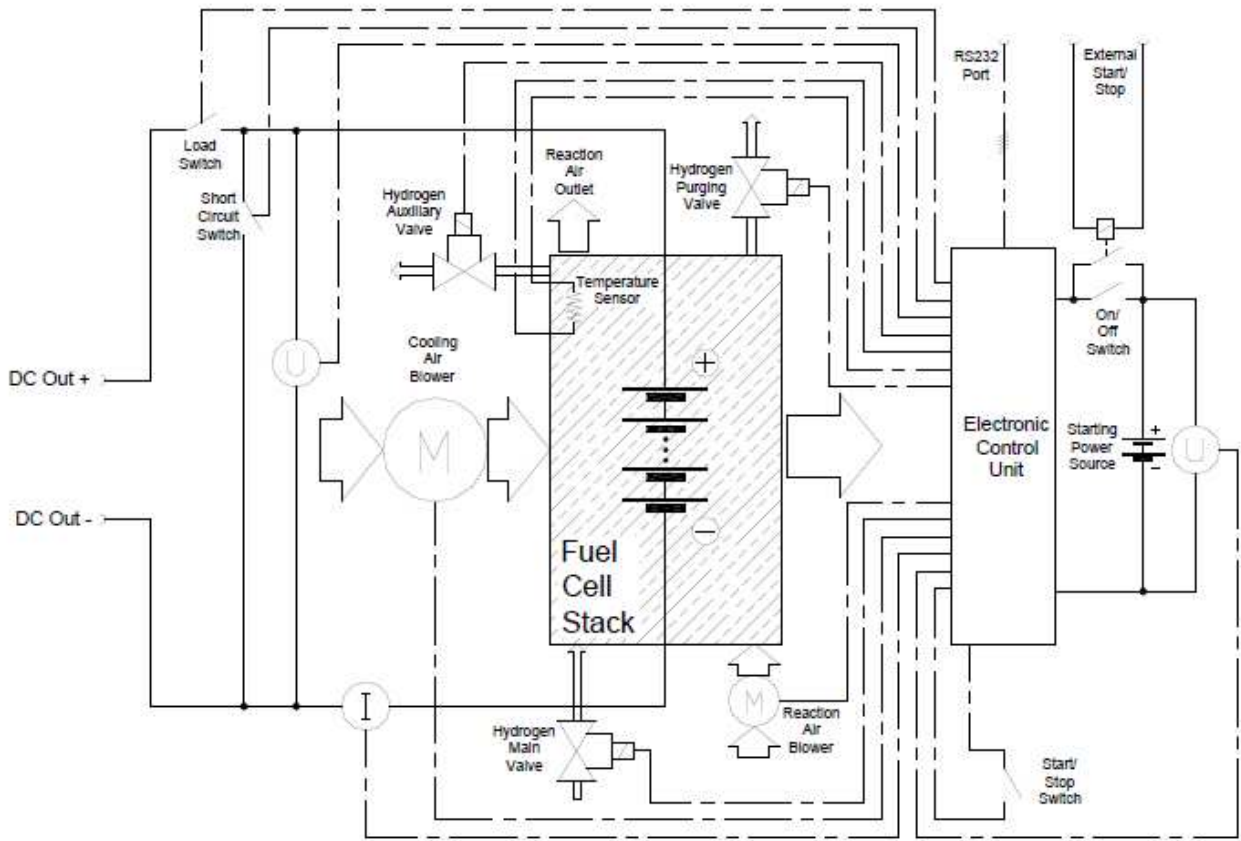 RS232
Port
External
Start/
Stop
Load
Switch
Reaction
Air
Outlet
Hydrogen
Purging
Valve
Short
Circuit
Switch
Hydrogen
Auxillary
Valve
Temperature
Sensor
On/
Off
Switch
Cooling
Air
Blower
U
DC Out +
+
M
Electronic
Control
Unit
Starting
Power
Source
+
-
U
DC Out -
-
Fuel
Cell
Stack
I
M
Reaction
Air
Blower
Hydrogen
Main
Valve
Start/
Stop
Switch